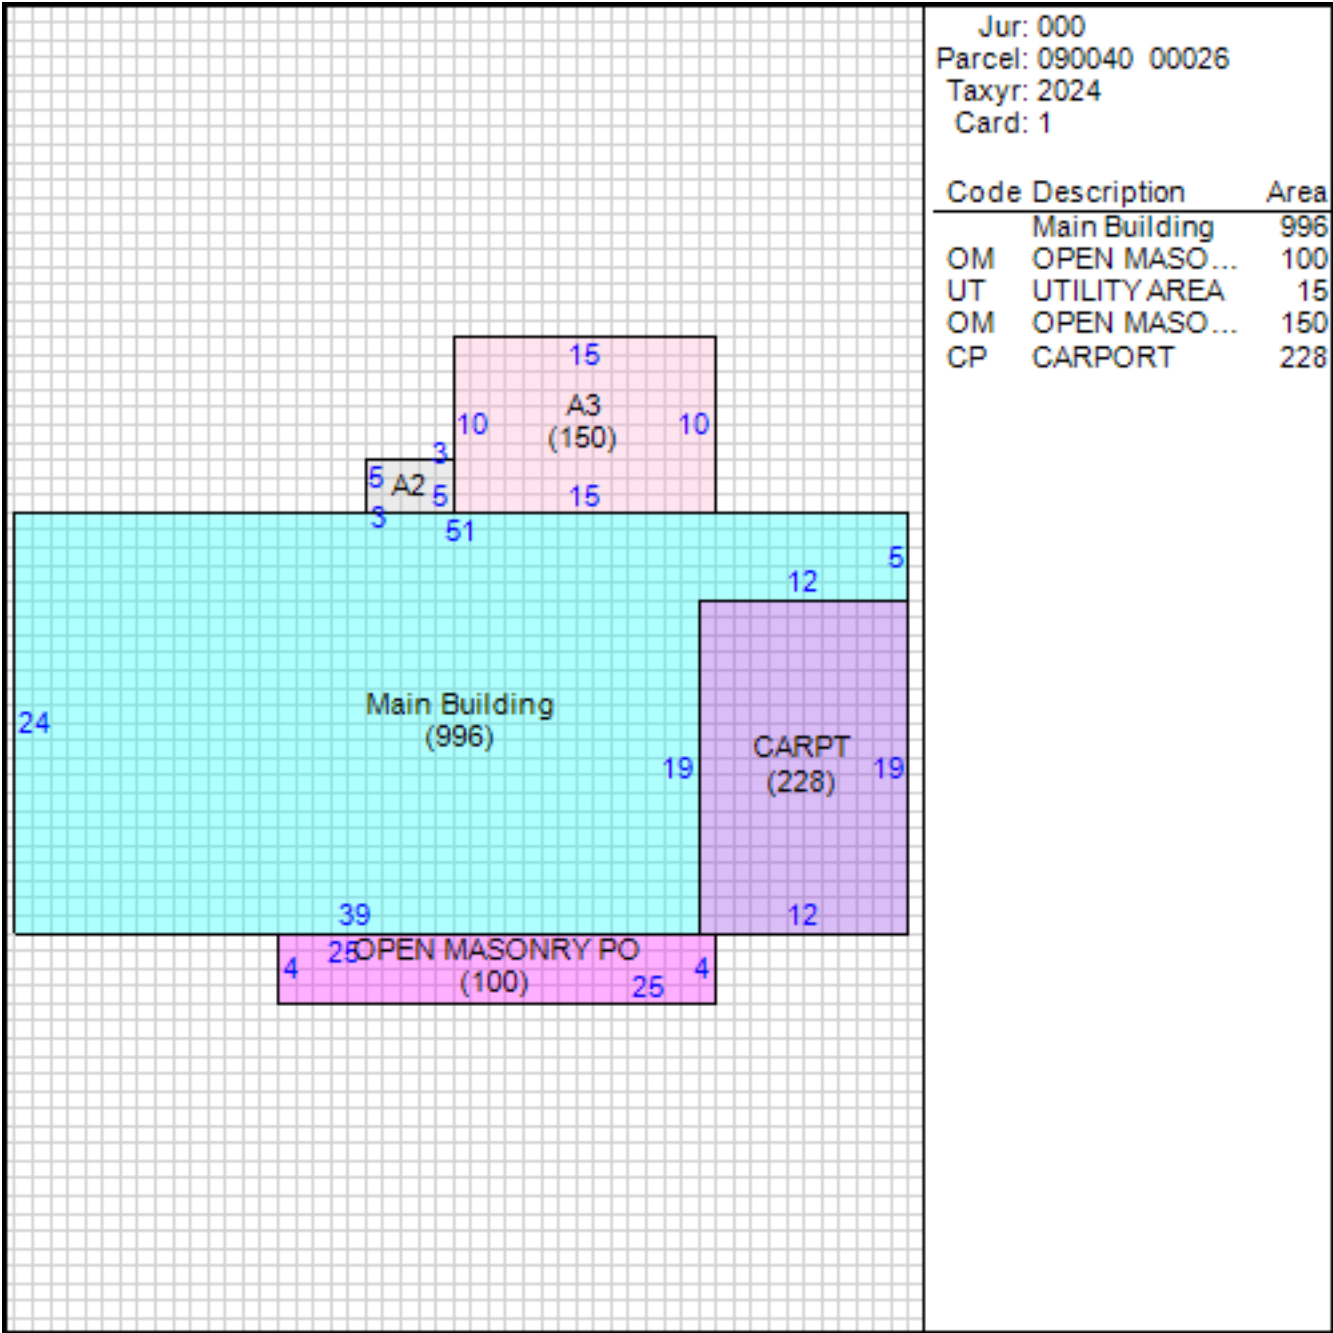 Jur: 000
Parcel: 090040 00026
Taxyr: 2024
Card: 1
Code Description Area
Main Building 996
OM OPEN MASO... 100
UT UTILITY AREA 15
OM OPEN MASO... 150
CP CARPORT 228
15
A3
(150)
10
10
15
3
5
A2
5
3
51
5
12
Main Building
(996)
24
CARPT
(228)
19
19
39
12
25
OPEN MASONRY PO
(100)
4
4
25